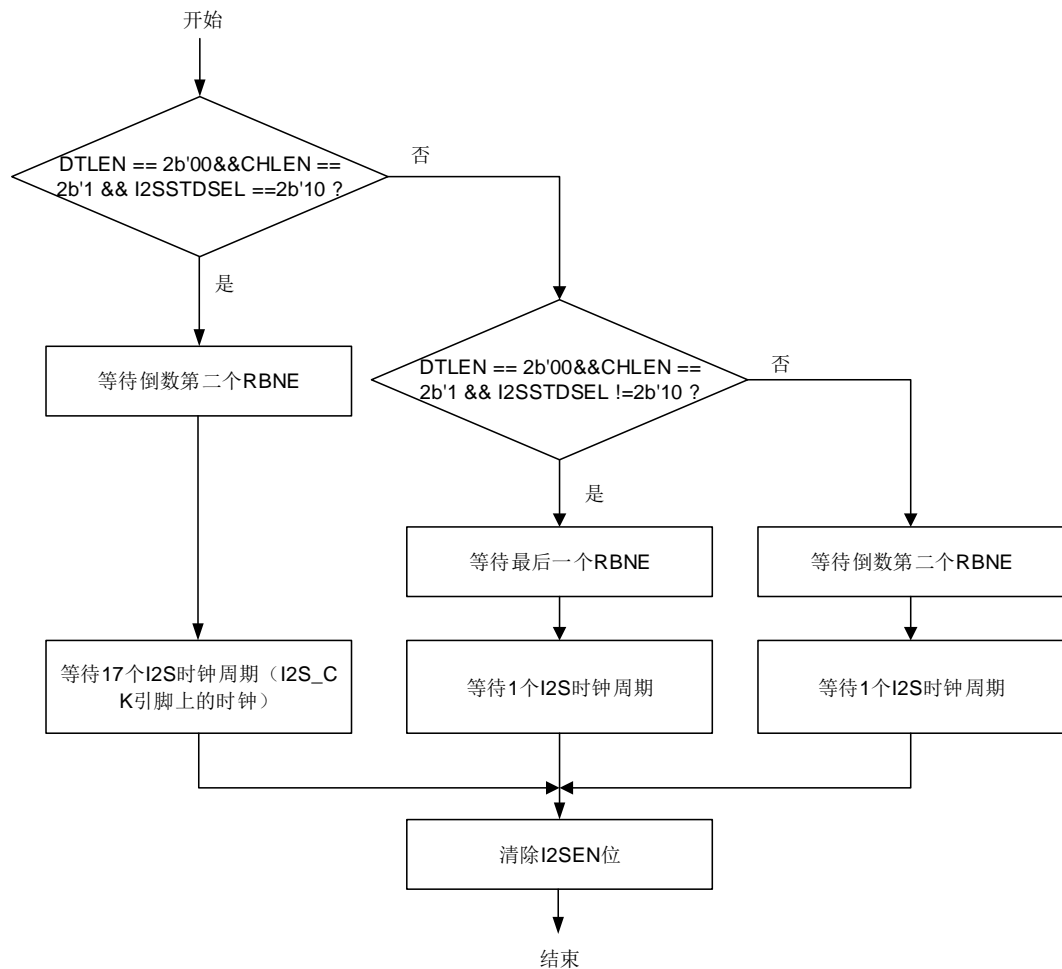 开始
DTLEN == 2b'00&&CHLEN ==
2b'1 && I2SSTDSEL ==2b'10 ?
否
是
等待倒数第二个RBNE
DTLEN == 2b'00&&CHLEN ==
2b'1 && I2SSTDSEL !=2b'10 ?
否
是
等待最后一个RBNE
等待倒数第二个RBNE
等待17个I2S时钟周期（I2S_C
K引脚上的时钟）
等待1个I2S时钟周期
等待1个I2S时钟周期
清除I2SEN位
结束